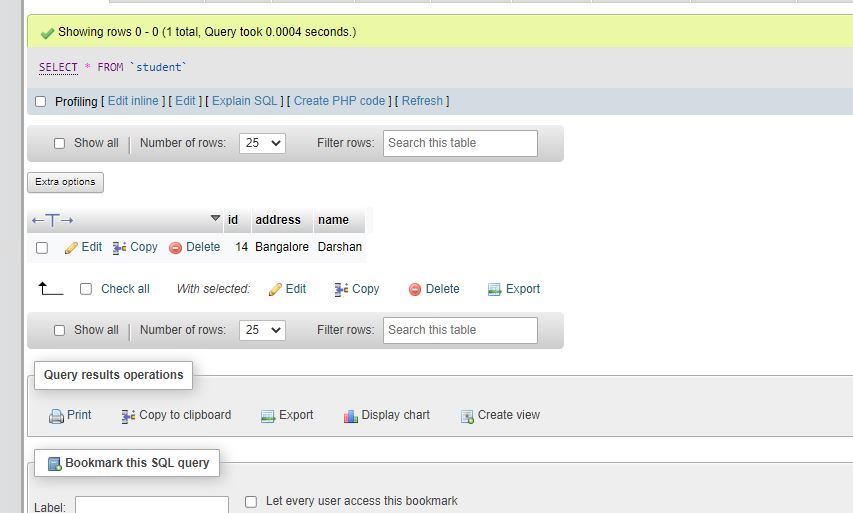 Showing rows 0 - 0 (1 total, Query took 0.0004 seconds.)
SELECT * FROM `student`
Profiling [ Edit inline ] [ Edit ] [ Explain SQL ] [ Create PHP code ] [ Refresh ]
Show all | Number of rows: 25 Filter rows: Search this table
Extra options
←T→ id address name
Edit Copy Delete 14 Bangalore Darshan
Check all With selected: Edit Copy Delete Export
Show all | Number of rows: 25 Filter rows: Search this table
Query results operations
Print Copy to clipboard Export Display chart Create view
Bookmark this SQL query
Label: Let every user access this bookmark